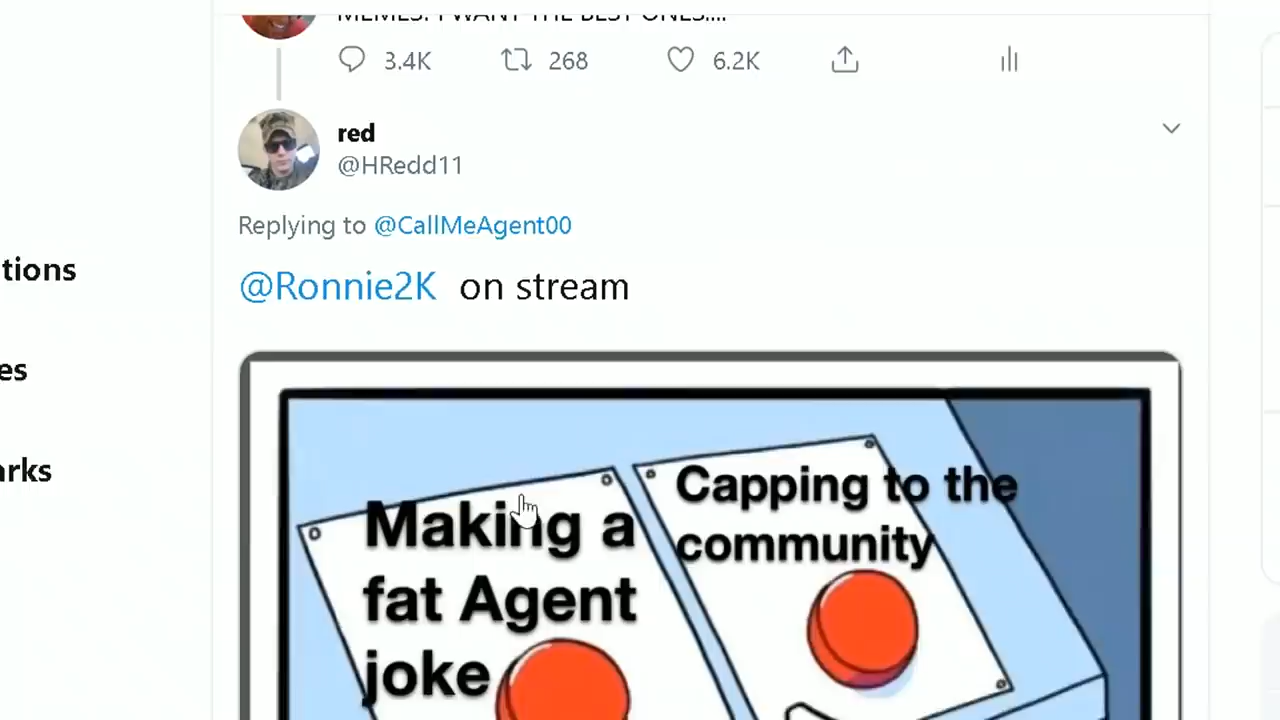 MEMES. I WANT THE BEST ONES....
3.4K 268 6.2K
red
@HRedd11
Replying to @CallMeAgent00
tions
@Ronnie2K on stream
es
arks
Capping to the
community
Making a
fat Agent
joke